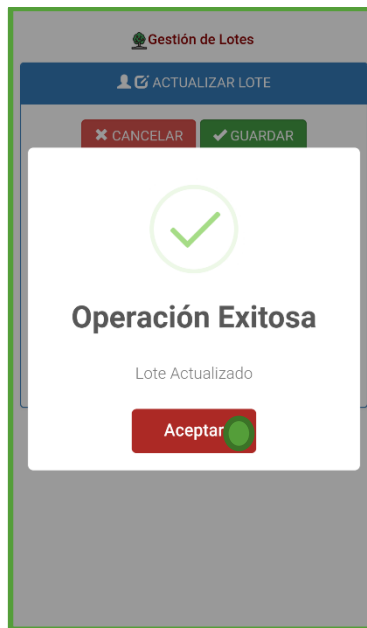 Gestión de Lotes
ACTUALIZAR LOTE
CANCELAR GUARDAR
Operación Exitosa
Lote Actualizado
Aceptar